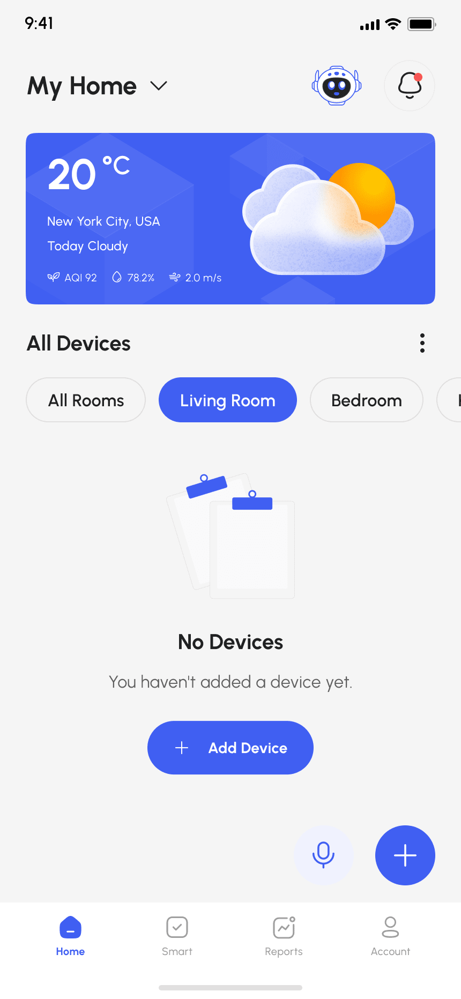 9:41
My Home
20 °C
New York City, USA
Today Cloudy
AQI 92 78.2% 2.0 m/s
All Devices
All Rooms Living Room Bedroom
No Devices
You haven't added a device yet.
Add Device
Home Smart Reports Account